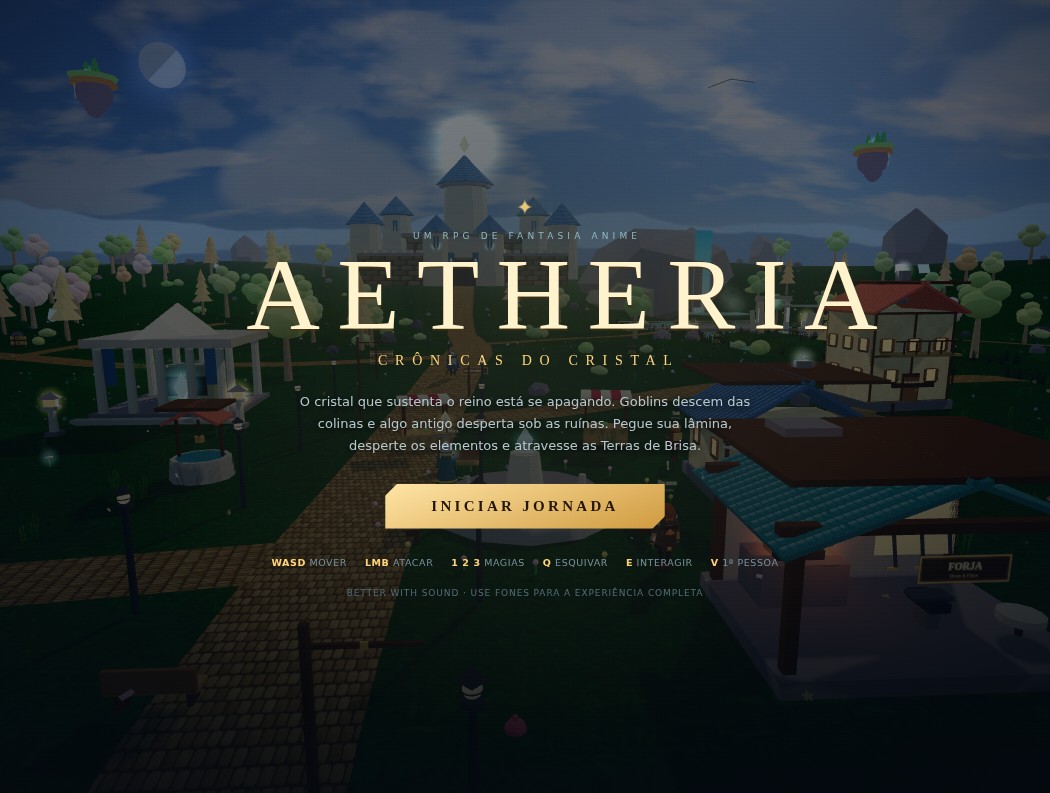 UM RPG DE FANTASIA ANIME
AETHERIA
CRÔNICAS DO CRISTAL
O cristal que sustenta o reino está se apagando. Goblins descem das
colinas e algo antigo desperta sob as ruínas. Pegue sua lâmina,
desperte os elementos e atravesse as Terras de Brisa.
INICIAR JORNADA
WASD MOVER LMB ATACAR 1 2 3 MAGIAS Q ESQUIVAR E INTERAGIR V 1ª PESSOA
FORJA
BETTER WITH SOUND · USE FONES PARA A EXPERIÊNCIA COMPLETA